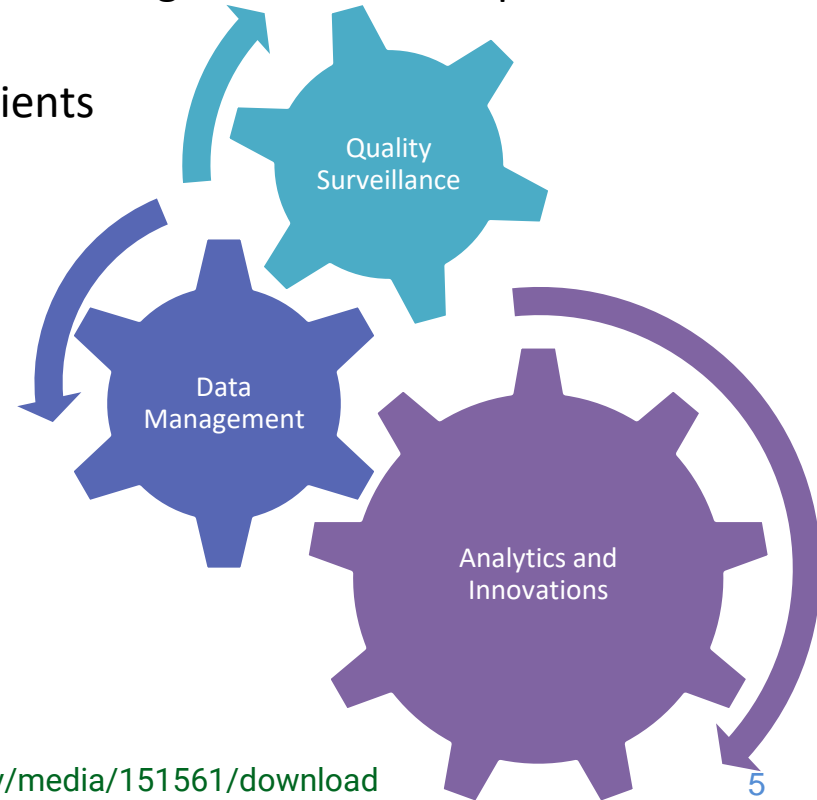 ients
Quality
Surveillance
Data
Management
Analytics and
Innovations
/media/151561/download
5